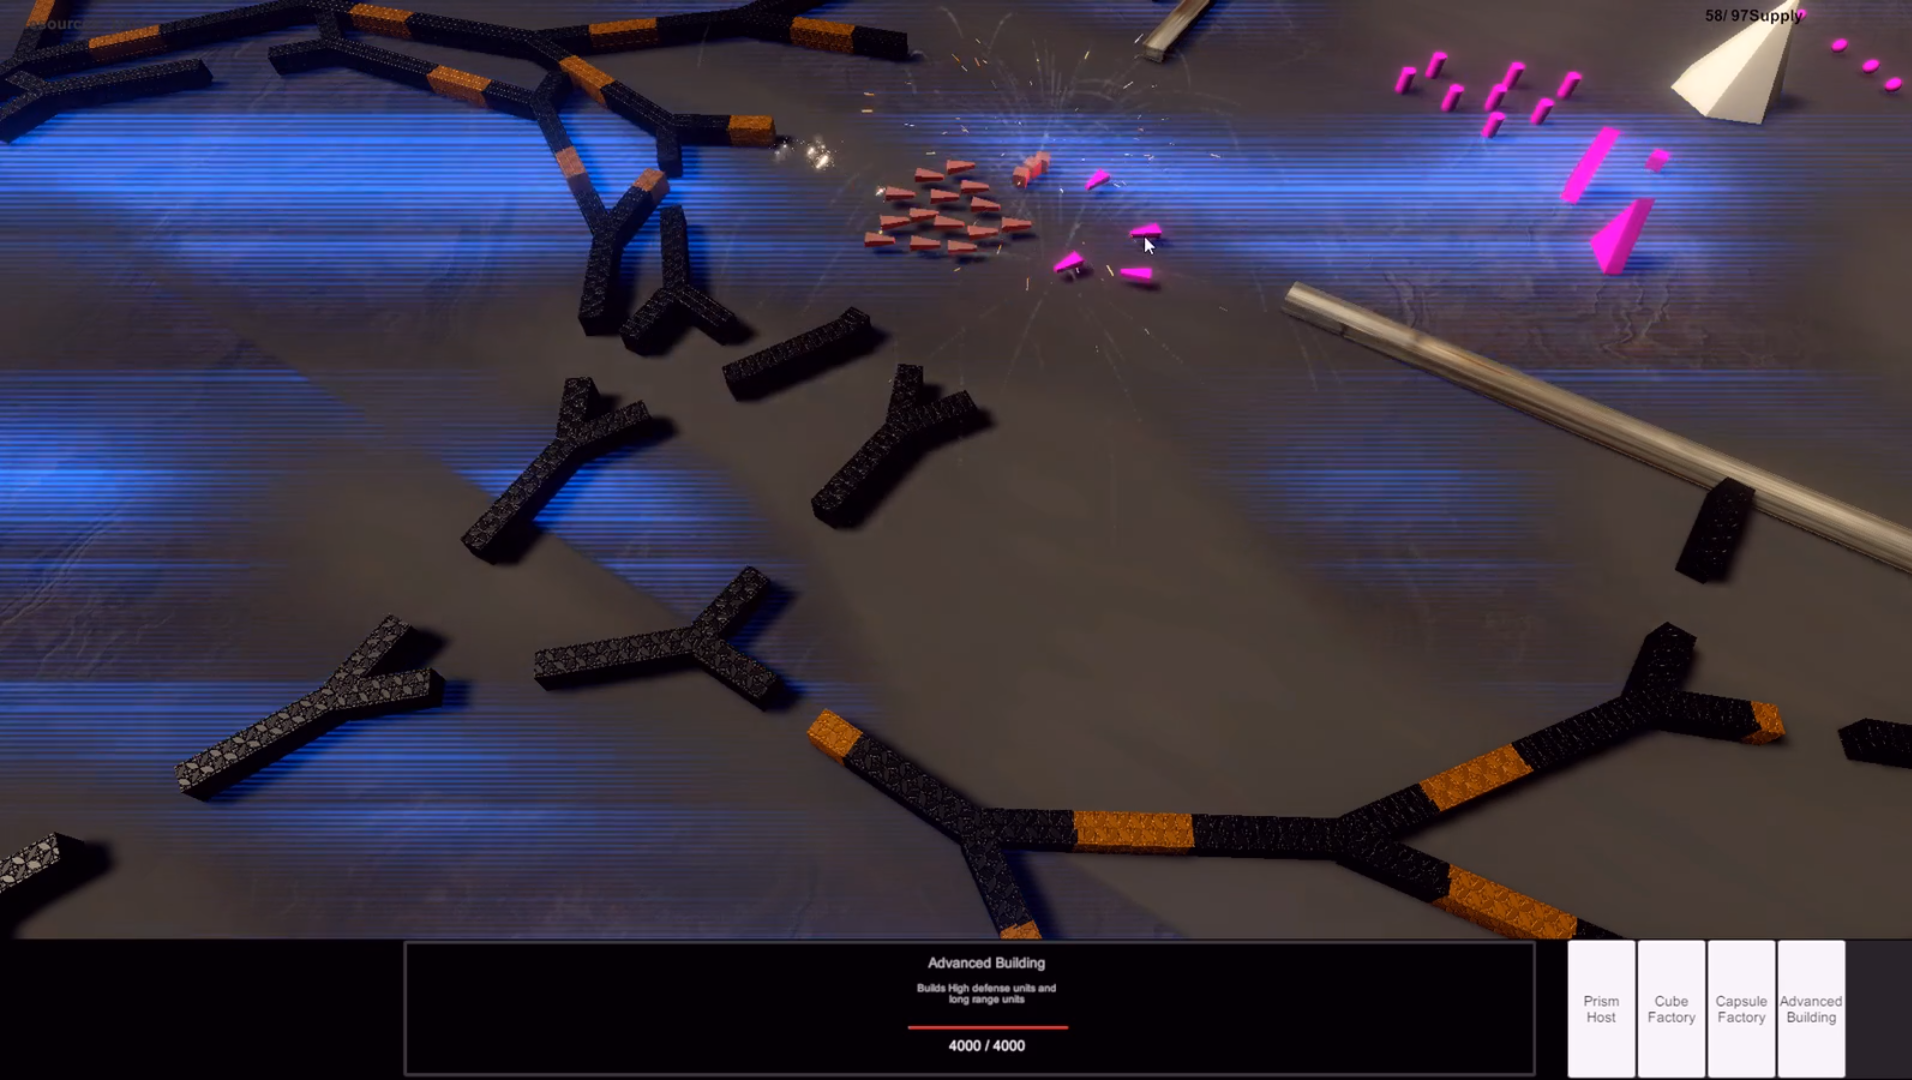 58/ 97Supply
Advanced Building
Builds High defense units and
long range units
4000 / 4000
Prism
Host
Cube
Factory
Capsule
Factory
Advanced
Building